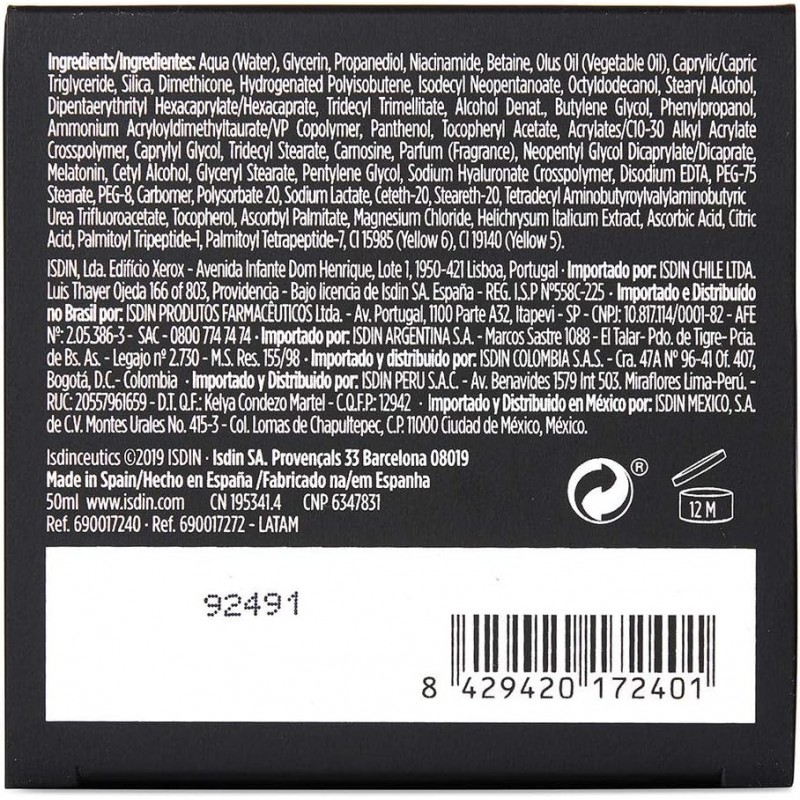 Ingredients/Ingredientes: Aqua (Water), Glycerin, Propanediol, Niacinamide, Betaine, Olus Oil (Vegetable Oil), Caprylic/Capric
Triglyceride, Silica, Dimethicone, Hydrogenated Polyisobutene, Isodecyl Neopentanoate, Octyldodecanol, Stearyl Alcohol,
Dipentaerythrityl Hexacaprylate/Hexacaprate, Tridecyl Trimellitate, Alcohol Denat., Butylene Glycol, Phenylpropanol,
Ammonium Acryloyldimethyltaurate/VP Copolymer, Panthenol, Tocopheryl Acetate, Acrylates/C10-30 Alkyl Acrylate
Crosspolymer, Caprylyl Glycol, Tridecyl Stearate, Carnosine, Parfum (Fragrance), Neopentyl Glycol Dicaprylate/Dicaprate,
Melatonin, Cetyl Alcohol, Glyceryl Stearate, Pentylene Glycol, Sodium Hyaluronate Crosspolymer, Disodium EDTA, PEG-75
Stearate, PEG-8, Carbomer, Polysorbate 20, Sodium Lactate, Ceteth-20, Steareth-20, Tetradecyl Aminobutyroylvalylaminobutyric
Urea Trifluoroacetate, Tocopherol, Ascorbyl Palmitate, Magnesium Chloride, Helichrysum Italicum Extract, Ascorbic Acid, Citric
Acid, Palmitoyl Tripeptide-1, Palmitoyl Tetrapeptide-7, CI 15985 (Yellow 6), CI 19140 (Yellow 5).
ISDIN, Lda. Edifício Xerox - Avenida Infante Dom Henrique, Lote 1, 1950-421 Lisboa, Portugal · Importado por: ISDIN CHILE LTDA.
Luis Thayer Ojeda 166 of 803, Providencia - Bajo licencia de Isdin SA. España - REG. I.S.P Nº558C-225 · Importado e Distribuído
no Brasil por: ISDIN PRODUTOS FARMACÊUTICOS Ltda. - Av. Portugal, 1100 Parte A32, Itapevi - SP - CNPJ: 10.817.114/0001-82 - AFE
Nº: 2.05.386-3 - SAC - 0800 774 74 74 · Importado por: ISDIN ARGENTINA S.A. - Marcos Sastre 1088 - El Talar- Pdo. de Tigre- Pcia.
de Bs. As. - Legajo nº 2.730 - M.S. Res. 155/98 · Importado y distribuido por: ISDIN COLOMBIA S.A.S. - Cra. 47A Nº 96-41 Of. 407,
Bogotá, D.C.- Colombia · Importado y Distribuido por: ISDIN PERU S.A.C. - Av. Benavides 1579 Int 503. Miraflores Lima-Perú. -
RUC: 20557961659 - D.T. Q.F.: Kelya Condezo Martel - C.Q.F.P.: 12942 · Importado y Distribuido en México por: ISDIN MEXICO, S.A.
de C.V. Montes Urales No. 415-3 - Col. Lomas de Chapultepec, C.P. 11000 Ciudad de México, México.
Isdinceutics ©2019 ISDIN · Isdin SA. Provençals 33 Barcelona 08019
Made in Spain/Hecho en España /Fabricado na/em Espanha
50ml www.isdin.com CN 195341.4 CNP 6347831
Ref. 690017240 · Ref. 690017272 - LATAM
®
12 M
92491
8 429420 172401